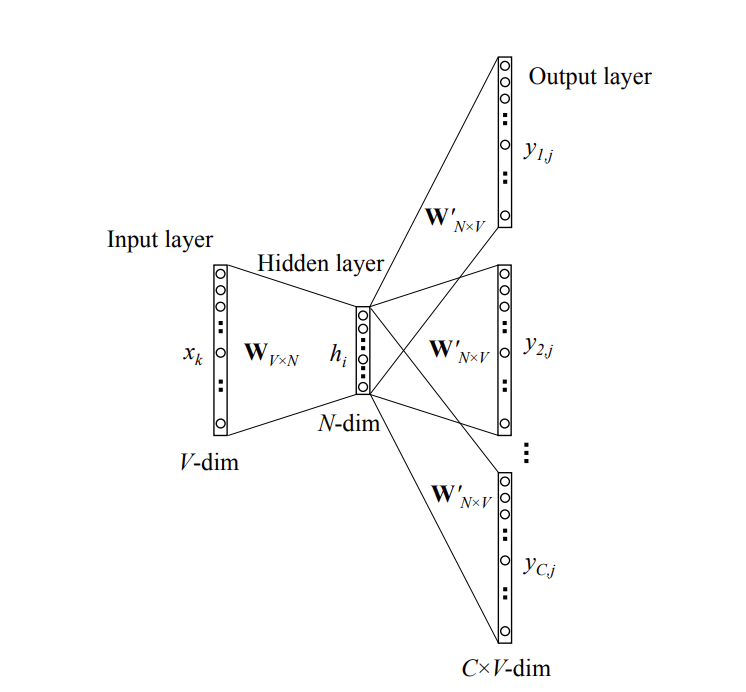 Output layer
y1,j
W'N×V
Input layer
Hidden layer
xk
WV×N
hi
W'N×V
y2,j
N-dim
V-dim
W'N×V
yC,j
C×V-dim